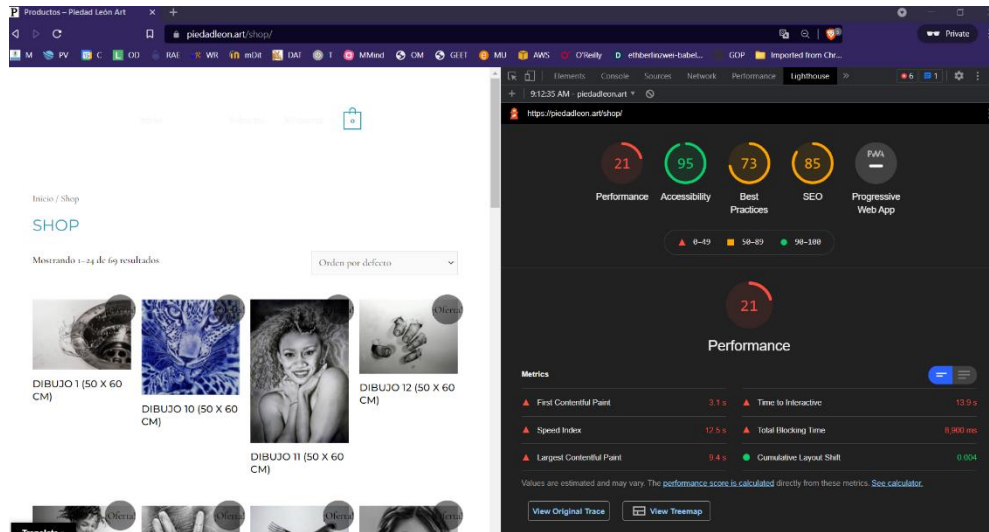 Productos – Piedad León Art
piedadleon.art/shop/
Private
M PV C OD RAE WR mDit DAT T MMind OM GEET MU AWS O'Reilly ethberlinzwei-babel... GOP Imported from Chr...
Elements Console Sources Network Performance Lighthouse
6 1
9:12:35 AM - piedadleon.art
https://piedadleon.art/shop/
0
Inicio / Shop
SHOP
Mostrando 1–24 de 69 resultados
Orden por defecto
¡Oferta!
DIBUJO 1 (50 X 60 CM)
DIBUJO 10 (50 X 60
CM)
DIBUJO 11 (50 X 60
CM)
Oferta!
DIBUJO 12 (50 X 60
CM)
¡Oferta!
¡Oferta!
¡Oferta!
Oferta!
21
Performance
95
Accessibility
73
Best
Practices
85
SEO
PWA
Progressive
Web App
0–49 50–89 90–100
21
Performance
Metrics
First Contentful Paint 3.1 s
Time to Interactive 13.9 s
Speed Index 12.5 s
Total Blocking Time 8,900 ms
Largest Contentful Paint 9.4 s
Cumulative Layout Shift 0.004
Values are estimated and may vary. The performance score is calculated directly from these metrics. See calculator.
View Original Trace
View Treemap